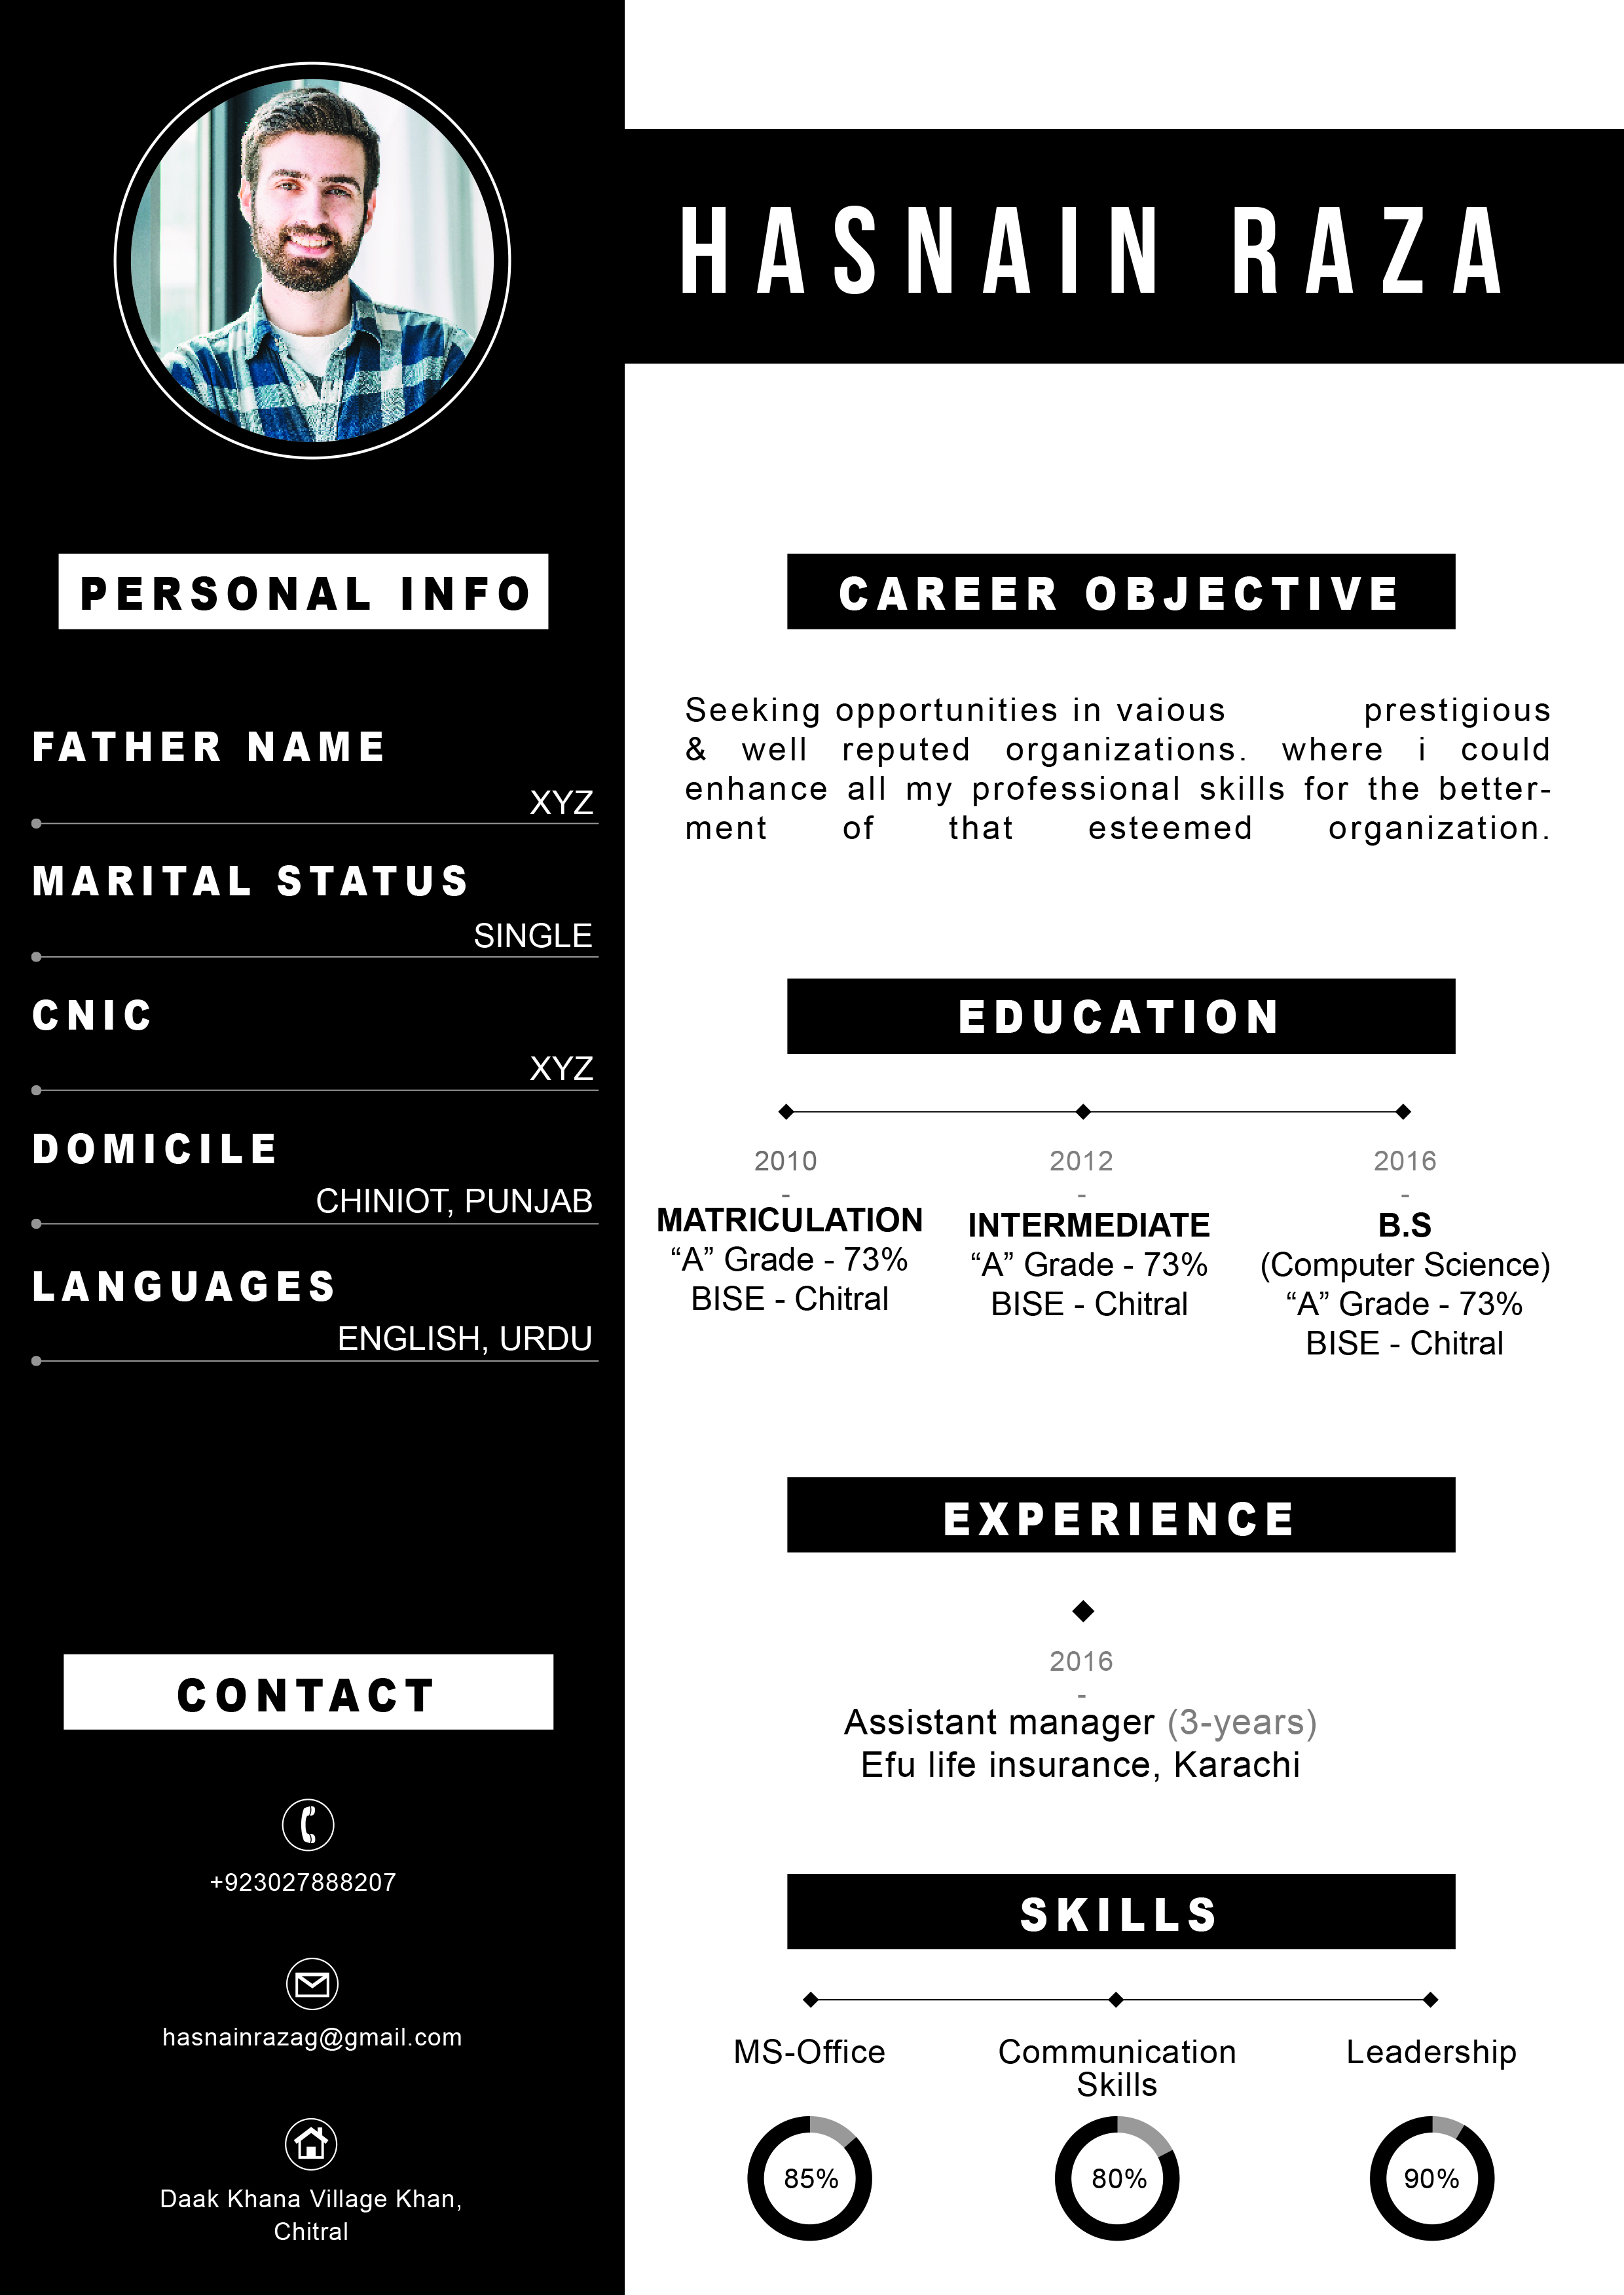 HASNAIN RAZA
PERSONAL INFO
FATHER NAME
XYZ
MARITAL STATUS
SINGLE
CNIC
XYZ
DOMICILE
CHINIOT, PUNJAB
LANGUAGES
ENGLISH, URDU
CONTACT
+923027888207
hasnainrazag@gmail.com
Daak Khana Village Khan,
Chitral
CAREER OBJECTIVE
Seeking opportunities in vaious prestigious
& well reputed organizations. where i could
enhance all my professional skills for the better-
ment of that esteemed organization.
EDUCATION
2010
-
MATRICULATION
“A” Grade - 73%
BISE - Chitral
2012
-
INTERMEDIATE
“A” Grade - 73%
BISE - Chitral
2016
-
B.S
(Computer Science)
“A” Grade - 73%
BISE - Chitral
EXPERIENCE
2016
-
Assistant manager (3-years)
Efu life insurance, Karachi
SKILLS
MS-Office
85%
Communication
Skills
80%
Leadership
90%